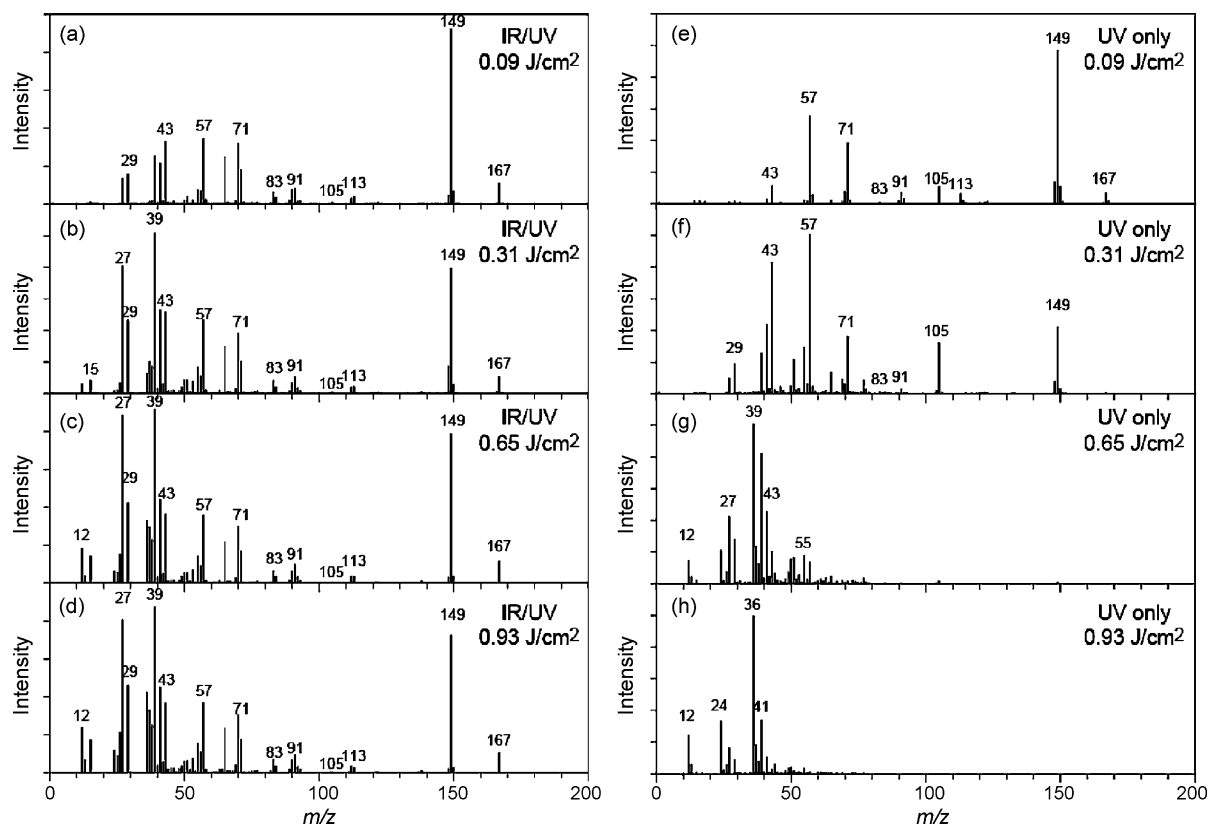 (a)
IR/UV
0.09 J/cm2
149
29
43
57
71
83
91
105
113
167
Intensity
(b)
IR/UV
0.31 J/cm2
15
27
29
39
43
57
71
83
91
105
113
149
167
Intensity
(c)
IR/UV
0.65 J/cm2
12
27
29
39
43
57
71
83
91
105
113
149
167
Intensity
(d)
IR/UV
0.93 J/cm2
12
27
29
39
43
57
71
83
91
105
113
149
167
Intensity
0 50 100 150 200
m/z
(e)
UV only
0.09 J/cm2
43
57
71
83
91
105
113
149
167
Intensity
(f)
UV only
0.31 J/cm2
29
43
57
71
83
91
105
149
Intensity
(g)
UV only
0.65 J/cm2
12
27
39
43
55
Intensity
(h)
UV only
0.93 J/cm2
12
24
36
41
Intensity
0 50 100 150 200
m/z